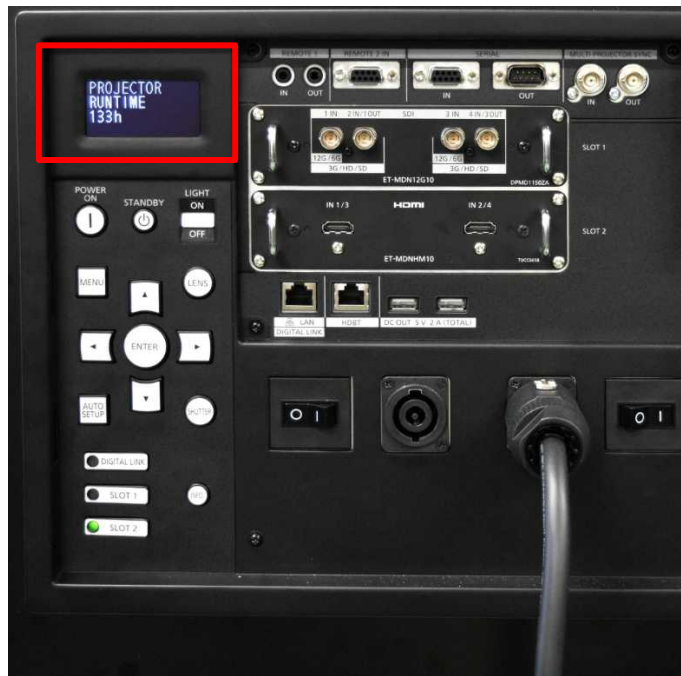 PROJECTOR
RUNTIME
133h
REMOTE 1
REMOTE 2 IN
SERIAL
MULTI PROJECTOR SYNC
IN
OUT
IN
OUT
IN
OUT
1 IN
2 IN/1 OUT
SDI
3 IN
4 IN/3 OUT
SLOT 1
12G/6G
3G/HD/SD
12G/6G
3G/HD/SD
ET-MDN12G10
IN 1/3
HDMI
IN 2/4
SLOT 2
ET-MDNHM10
LAN
DIGITAL LINK
HDBT
DC OUT 5 V 2 A (TOTAL)
POWER
ON
STANDBY
LIGHT
ON
OFF
MENU
LENS
ENTER
AUTO
SETUP
SHUTTER
DIGITAL LINK
SLOT 1
INFO
SLOT 2
O I
O I